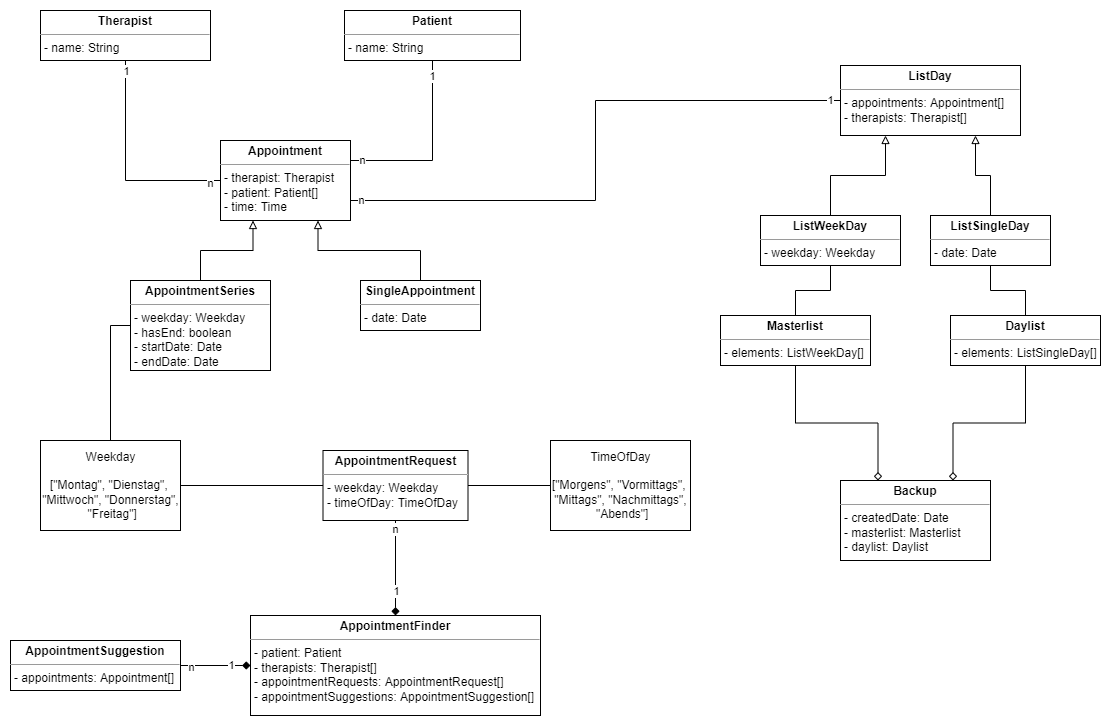 Therapist
- name: String
1
Patient
- name: String
1
ListDay
- appointments: Appointment[]
- therapists: Therapist[]
1
Appointment
- therapist: Therapist
- patient: Patient[]
- time: Time
n
n
n
ListWeekDay
- weekday: Weekday
ListSingleDay
- date: Date
AppointmentSeries
- weekday: Weekday
- hasEnd: boolean
- startDate: Date
- endDate: Date
SingleAppointment
- date: Date
Masterlist
- elements: ListWeekDay[]
Daylist
- elements: ListSingleDay[]
Weekday
["Montag", "Dienstag",
"Mittwoch", "Donnerstag",
"Freitag"]
AppointmentRequest
- weekday: Weekday
- timeOfDay: TimeOfDay
n
1
TimeOfDay
["Morgens", "Vormittags",
"Mittags", "Nachmittags",
"Abends"]
Backup
- createdDate: Date
- masterlist: Masterlist
- daylist: Daylist
AppointmentSuggestion
- appointments: Appointment[]
n
1
AppointmentFinder
- patient: Patient
- therapists: Therapist[]
- appointmentRequests: AppointmentRequest[]
- appointmentSuggestions: AppointmentSuggestion[]